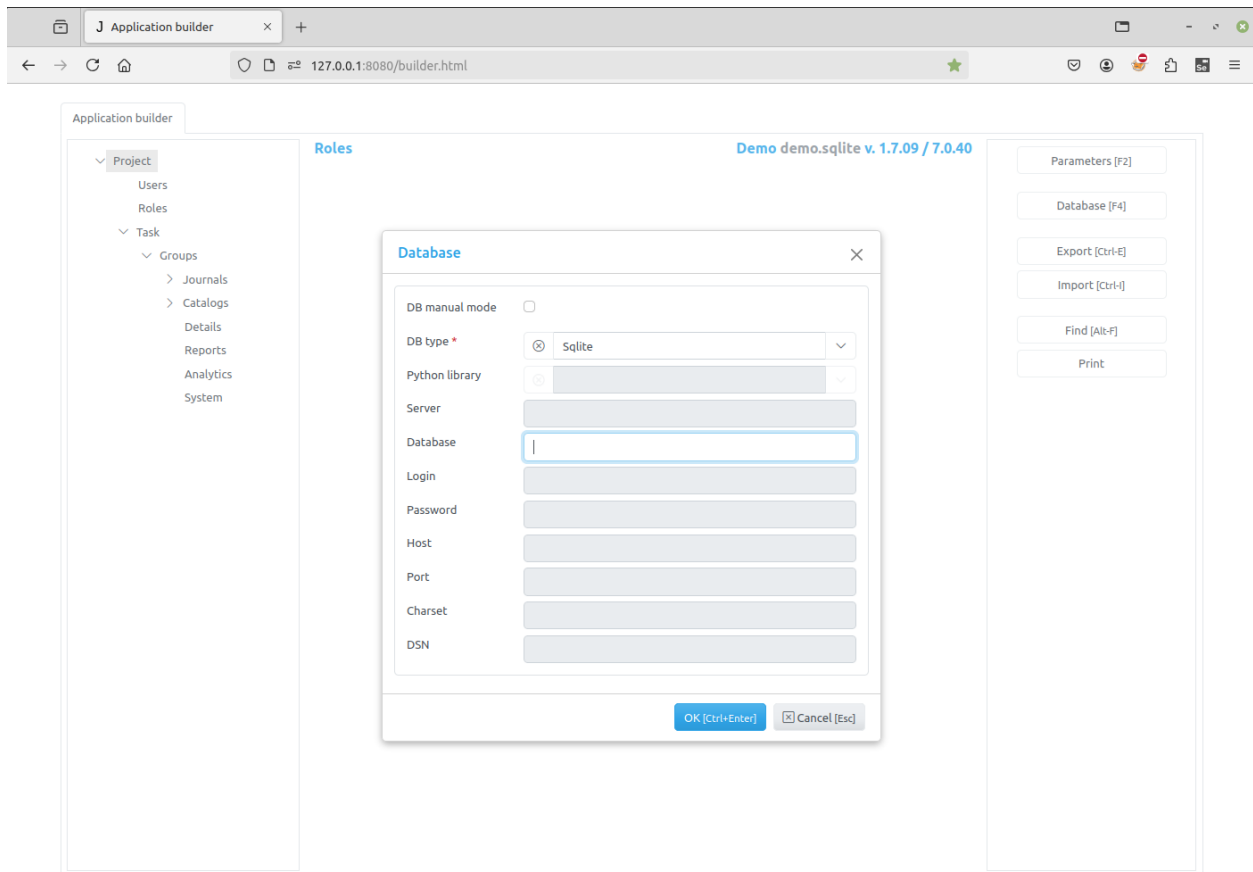 J Application builder
127.0.0.1:8080/builder.html
Se
Application builder
Project
Users
Roles
Task
Groups
Journals
Catalogs
Details
Reports
Analytics
System
Roles
Demo demo.sqlite v. 1.7.09 / 7.0.40
Database
DB manual mode
DB type *
Sqlite
Python library
Server
Database
Login
Password
Host
Port
Charset
DSN
OK [Ctrl+Enter]
Cancel [Esc]
Parameters [F2]
Database [F4]
Export [Ctrl-E]
Import [Ctrl-I]
Find [Alt-F]
Print